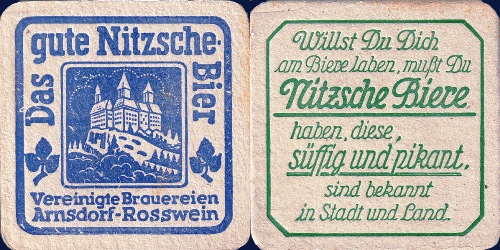 Das
gute Nitzsche-
Bier
Vereinigte Brauereien
Arnsdorf-Rosswein
Willst Du Dich
am Biere laben, mußt Du
Nitzsche Biere
haben, diese,
süffig und pikant,
sind bekannt
in Stadt und Land.